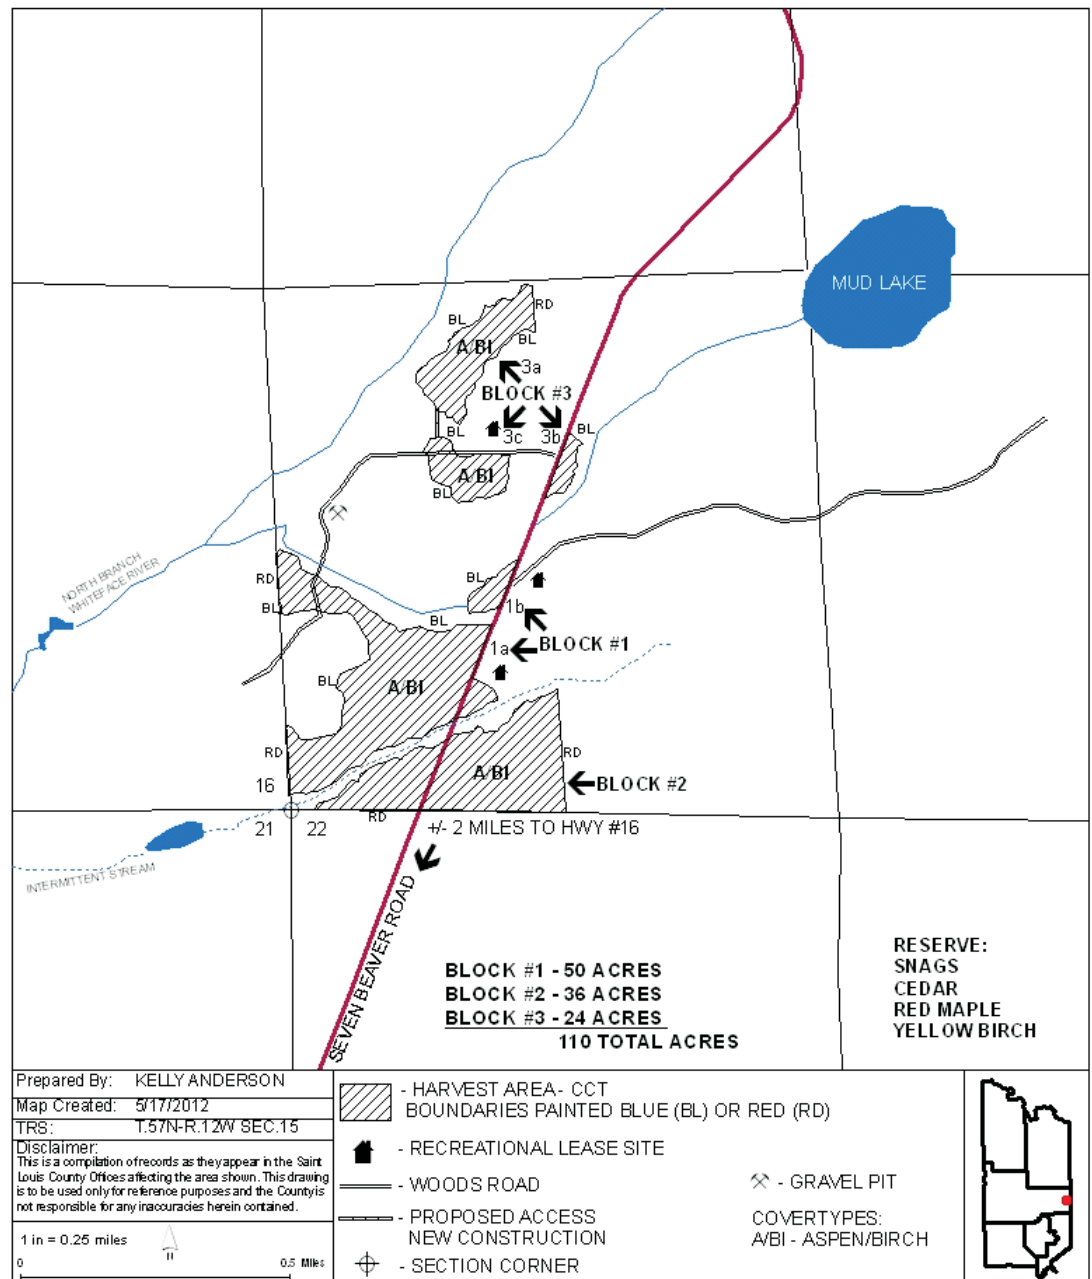 MUD LAKE
RD
BL
BL
A/BI
3a
BLOCK #3
BL
BL
3c
3b
A/BI
BL
NORTH BRANCH
WHITEFACE RIVER
RD
BL
BL
1b
BL
BLOCK #1
1a
BL
A/BI
RD
RD
16
A/BI
BLOCK #2
21
22
RD
+/- 2 MILES TO HWY #16
INTERMITTENT STREAM
SEVEN BEAVER ROAD
BLOCK #1 - 50 ACRES
BLOCK #2 - 36 ACRES
BLOCK #3 - 24 ACRES
110 TOTAL ACRES
RESERVE:
SNAGS
CEDAR
RED MAPLE
YELLOW BIRCH
Prepared By: KELLY ANDERSON
Map Created: 5/17/2012
TRS: T.57N-R.12W SEC.15
Disclaimer:
This is a compilation of records as they appear in the Saint
Louis County Offices affecting the area shown. This drawing
is to be used only for reference purposes and the County is
not responsible for any inaccuracies herein contained.
1 in = 0.25 miles
N
0 0.5 Miles
- HARVEST AREA - CCT
BOUNDARIES PAINTED BLUE (BL) OR RED (RD)
- RECREATIONAL LEASE SITE
- WOODS ROAD
- PROPOSED ACCESS
NEW CONSTRUCTION
- SECTION CORNER
- GRAVEL PIT
COVERTYPES:
A/BI - ASPEN/BIRCH